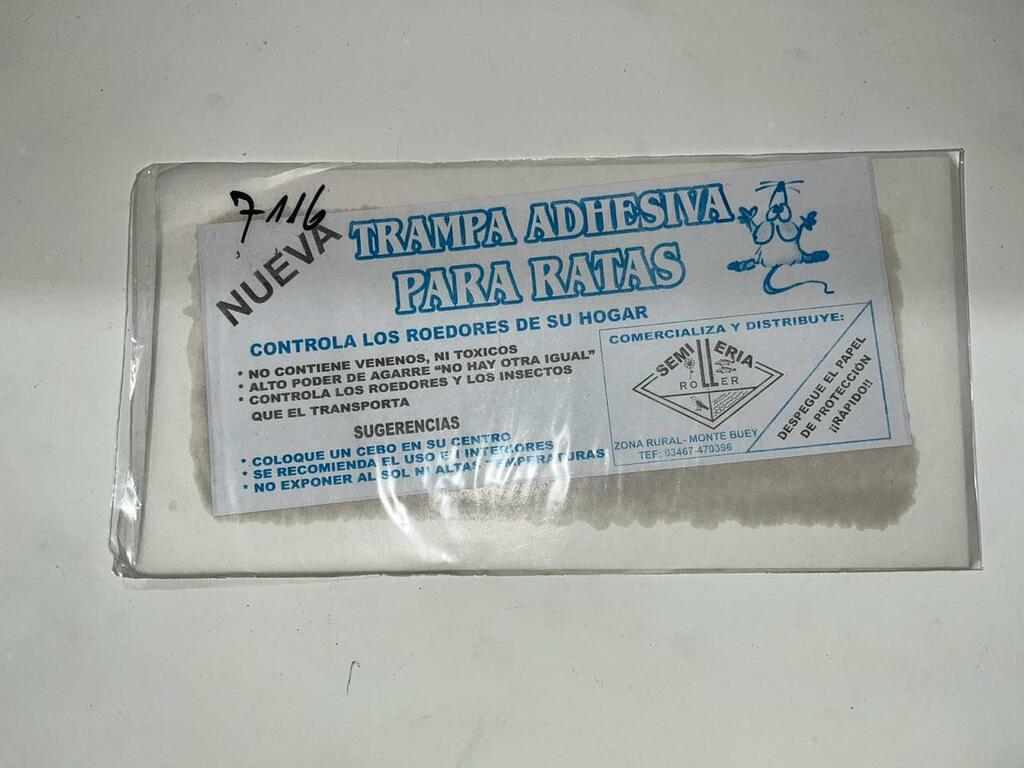 7116
NUEVA
TRAMPA ADHESIVA
PARA RATAS
CONTROLA LOS ROEDORES DE SU HOGAR
• NO CONTIENE VENENOS, NI TOXICOS
• ALTO PODER DE AGARRE "NO HAY OTRA IGUAL"
• CONTROLA LOS ROEDORES Y LOS INSECTOS
QUE EL TRANSPORTA
SUGERENCIAS
• COLOQUE UN CEBO EN SU CENTRO
• SE RECOMIENDA EL USO EN INTERIORES
• NO EXPONER AL SOL NI ALTAS TEMPERATURAS
COMERCIALIZA Y DISTRIBUYE:
SEMILLERIA
ROLLER
ZONA RURAL- MONTE BUEY
TEF: 03467-470396
DESPEGUE EL PAPEL
DE PROTECCIÓN
¡¡RÁPIDO!!